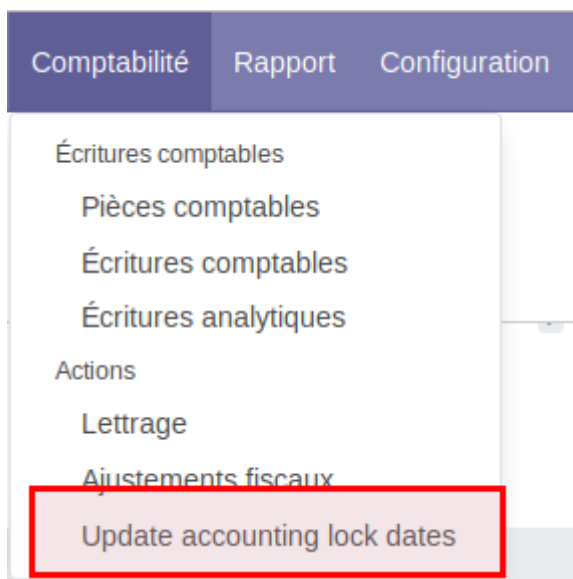 Comptabilité Rapport Configuration
Écritures comptables
Pièces comptables
Écritures comptables
Écritures analytiques
Actions
Lettrage
Ajustements fiscaux
Update accounting lock dates